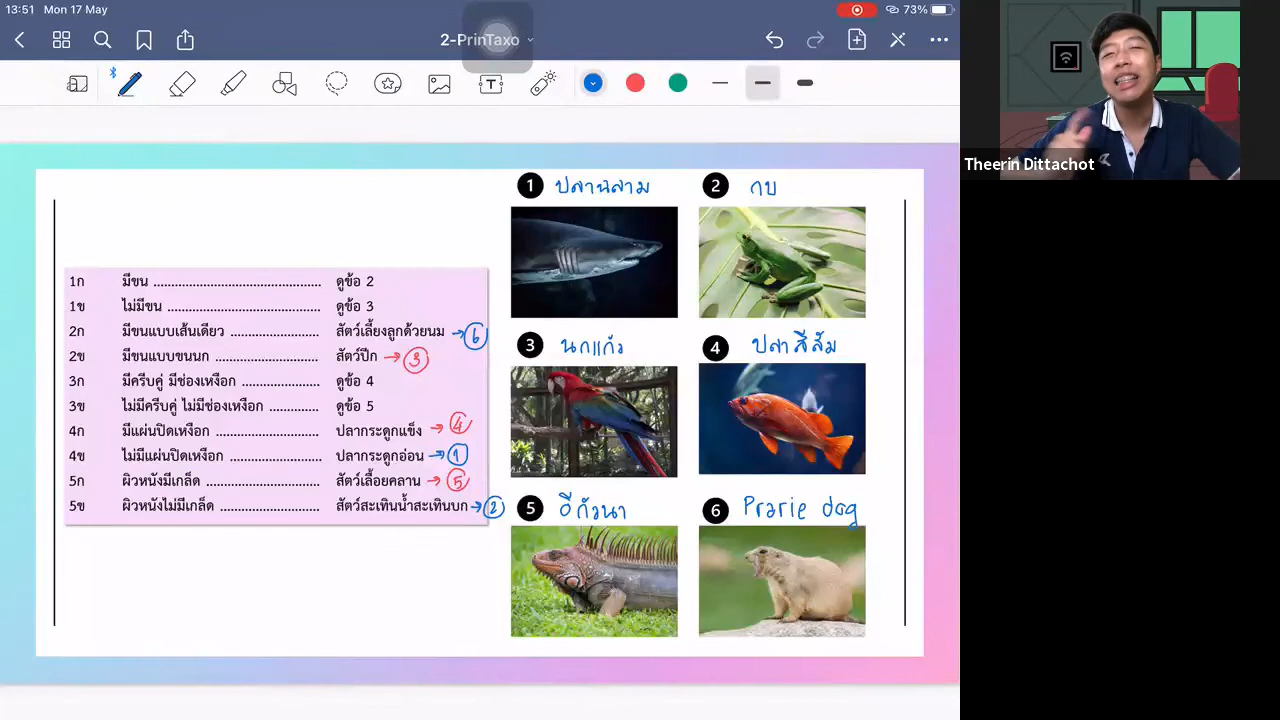 13:51 Mon 17 May
73%
2-PrinTaxo
Theerin Dittachot
1ก มีขน ........................................... ดูข้อ 2
1ข ไม่มีขน ....................................... ดูข้อ 3
2ก มีขนแบบเส้นเดียว ....................... สัตว์เลี้ยงลูกด้วยนม → 6
2ข มีขนแบบขนนก .......................... สัตว์ปีก → 3
3ก มีครีบคู่ มีช่องเหงือก .................... ดูข้อ 4
3ข ไม่มีครีบคู่ ไม่มีช่องเหงือก ............. ดูข้อ 5
4ก มีแผ่นปิดเหงือก ........................... ปลากระดูกแข็ง → 4
4ข ไม่มีแผ่นปิดเหงือก ....................... ปลากระดูกอ่อน → 1
5ก ผิวหนังมีเกล็ด ............................. สัตว์เลื้อยคลาน → 5
5ข ผิวหนังไม่มีเกล็ด ......................... สัตว์สะเทินน้ำสะเทินบก → 2
1 ปลาฉลาม
2 กบ
3 นกแก้ว
4 ปลาสีส้ม
5 อีกัวนา
6 Prarie dog